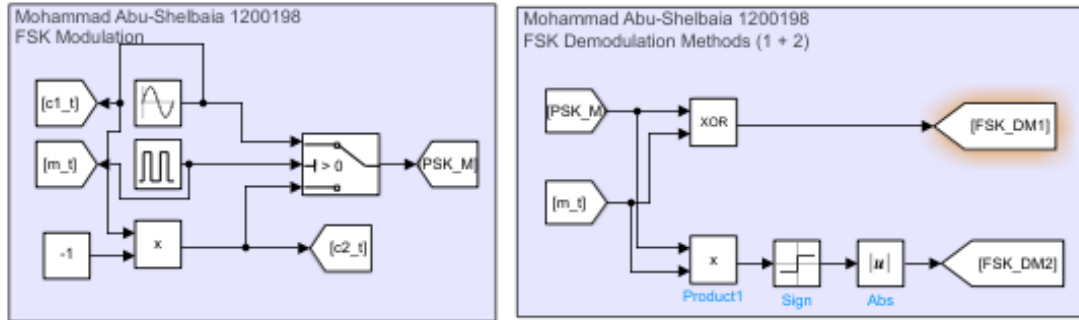 Mohammad Abu-Shelbaia 1200198
FSK Modulation
[c1_t]
[m_t]
> 0
PSK_M]
-1
x
[c2_t]
Mohammad Abu-Shelbaia 1200198
FSK Demodulation Methods (1 + 2)
[PSK_M
XOR
[FSK_DM1]
[m_t]
x
|u|
[FSK_DM2]
Product1
Sign
Abs